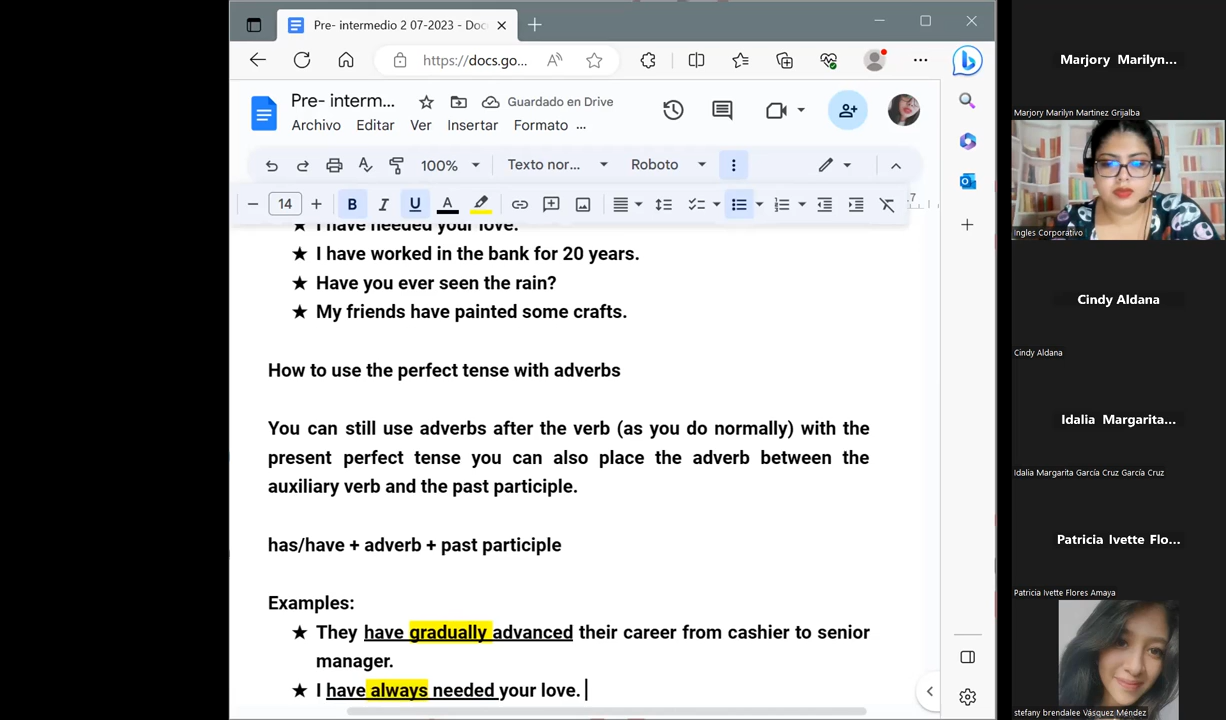 Pre- intermedio 2 07-2023 - Doc
https://docs.go...
Pre- interm...
Guardado en Drive
Archivo Editar Ver Insertar Formato ...
100% Texto nor... Roboto
14 B I U A
7
★ I have needed your love.
★ I have worked in the bank for 20 years.
★ Have you ever seen the rain?
★ My friends have painted some crafts.
How to use the perfect tense with adverbs
You can still use adverbs after the verb (as you do normally) with the
present perfect tense you can also place the adverb between the
auxiliary verb and the past participle.
has/have + adverb + past participle
Examples:
★ They have gradually advanced their career from cashier to senior
manager.
★ I have always needed your love.
Marjory Marilyn...
Marjory Marilyn Martinez Grijalba
Ingles Corporativo
Cindy Aldana
Cindy Aldana
Idalia Margarita...
Idalia Margarita García Cruz García Cruz
Patricia Ivette Flo...
Patricia Ivette Flores Amaya
stefany brendalee Vásquez Méndez